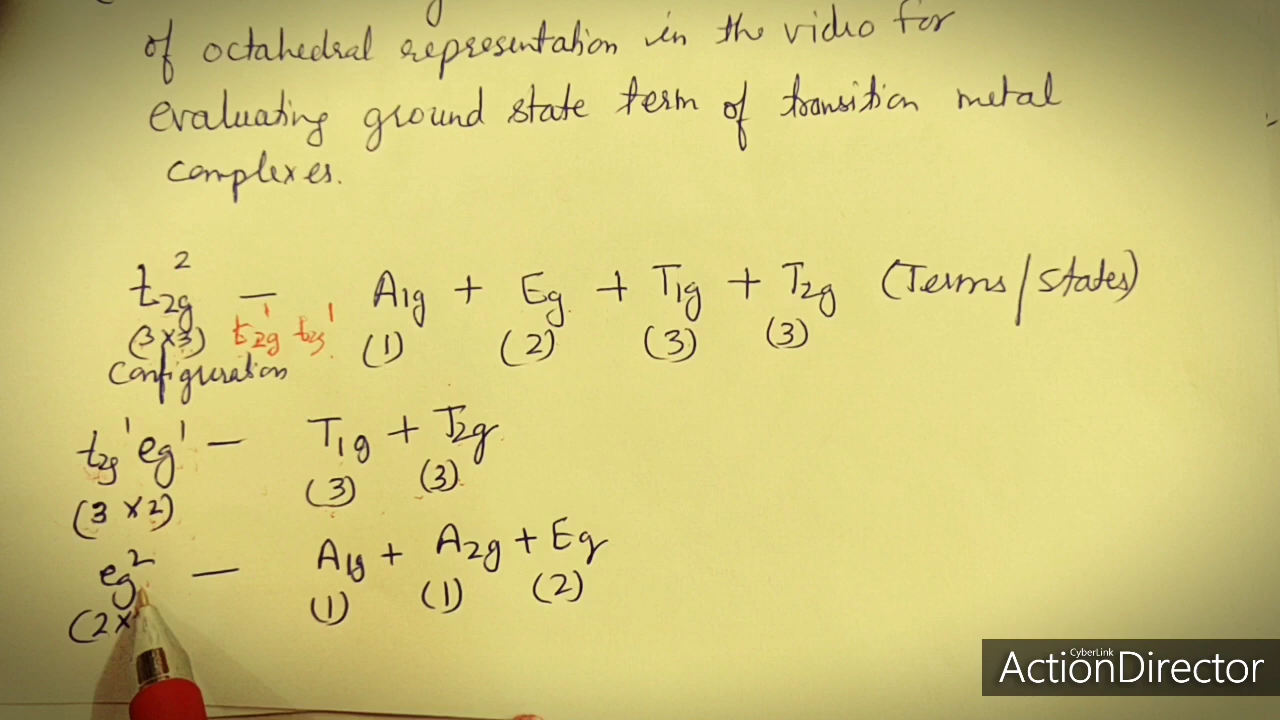 of octahedral representation in the video for
evaluating ground state term of transition metal
complexes.
t₂g² — A₁g + Eg + T₁g + T₂g (Terms/states)
(3×3) t₂g¹ t₂g¹ (1) (2) (3) (3)
Configuration
t₂g¹ eg¹ — T₁g + T₂g
(3×2) (3) (3)
eg² — A₁g + A₂g + Eg
(2× (1) (1) (2)
CyberLink
ActionDirector